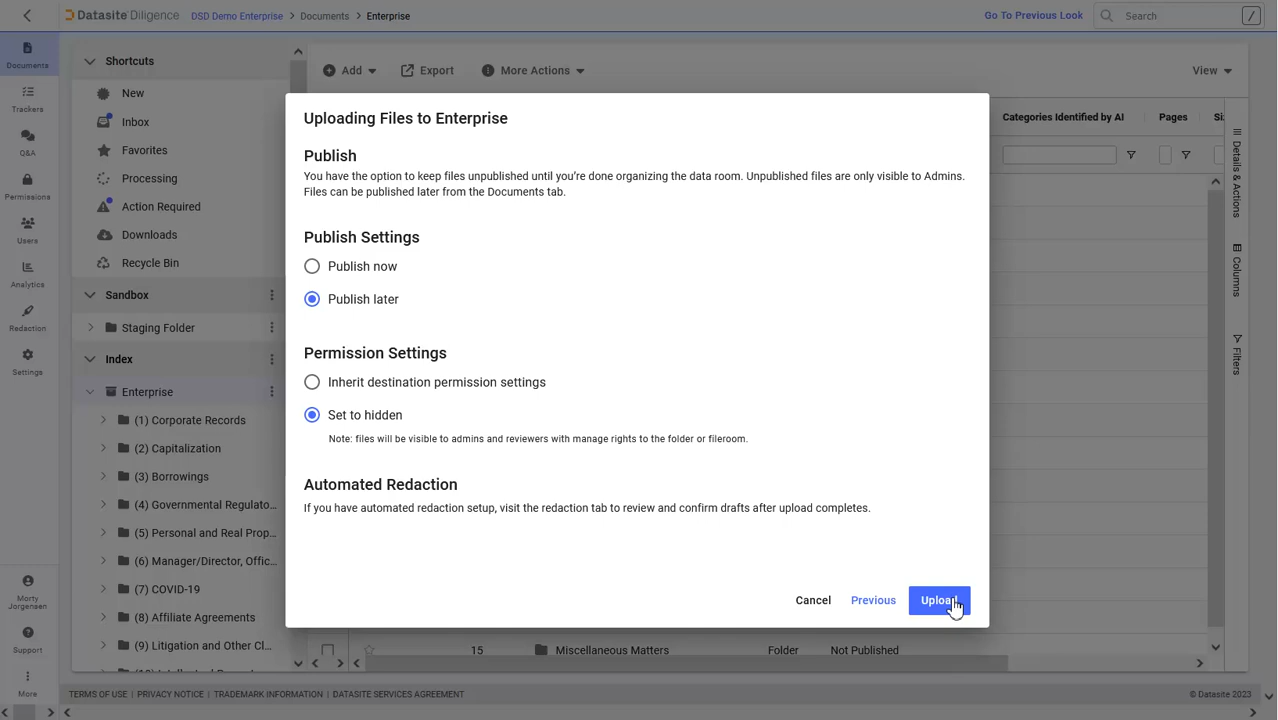 Datasite Diligence
DSD Demo Enterprise > Documents > Enterprise
Go To Previous Look
Search
/
Documents
Trackers
Q&A
Permissions
Users
Analytics
Redaction
Settings
Morty
Jorgensen
Support
More
Shortcuts
New
Inbox
Favorites
Processing
Action Required
Downloads
Recycle Bin
Sandbox
Staging Folder
Index
Enterprise
(1) Corporate Records
(2) Capitalization
(3) Borrowings
(4) Governmental Regulato...
(5) Personal and Real Prop...
(6) Manager/Director, Offic...
(7) COVID-19
(8) Affiliate Agreements
(9) Litigation and Other Cl...
Add
Export
More Actions
View
Categories Identified by AI
Pages
Details & Actions
Columns
Filters
Uploading Files to Enterprise
Publish
You have the option to keep files unpublished until you're done organizing the data room. Unpublished files are only visible to Admins.
Files can be published later from the Documents tab.
Publish Settings
Publish now
Publish later
Permission Settings
Inherit destination permission settings
Set to hidden
Note: files will be visible to admins and reviewers with manage rights to the folder or fileroom.
Automated Redaction
If you have automated redaction setup, visit the redaction tab to review and confirm drafts after upload completes.
Cancel
Previous
Upload
15 Miscellaneous Matters Folder Not Published
TERMS OF USE | PRIVACY NOTICE | TRADEMARK INFORMATION | DATASITE SERVICES AGREEMENT
© Datasite 2023